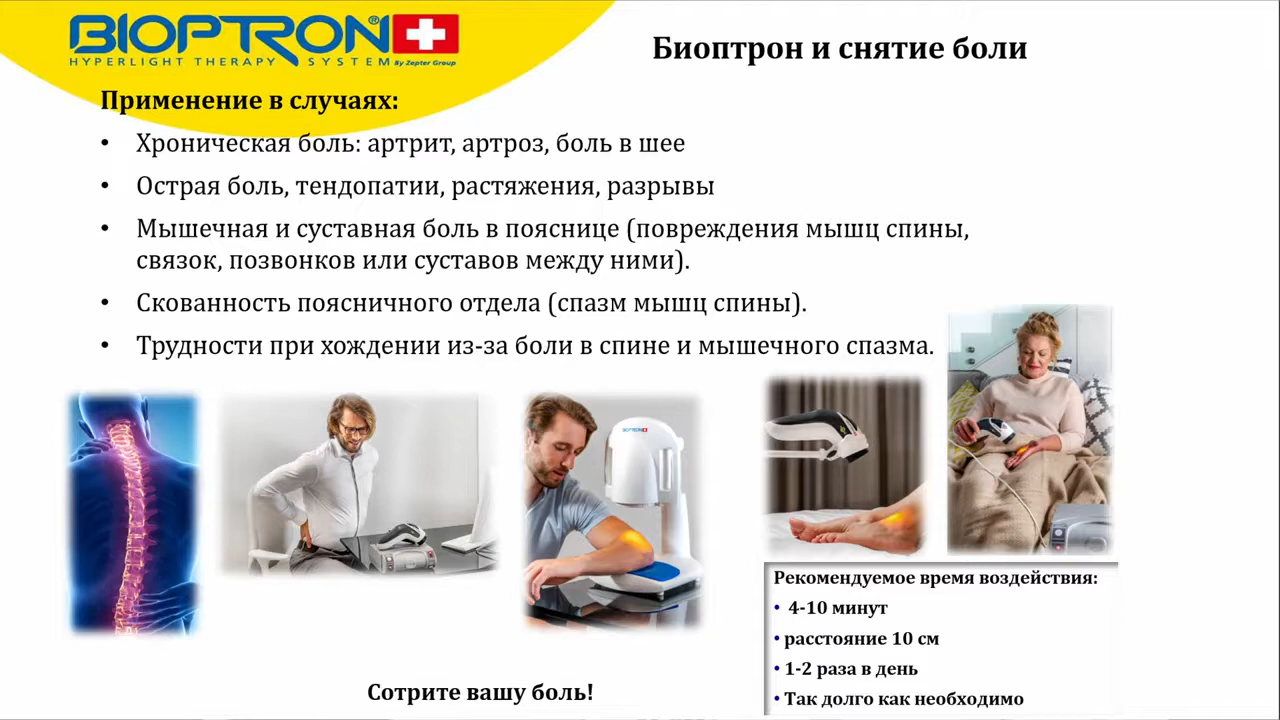 BIOPTRON®
HYPERLIGHT THERAPY SYSTEM By Zepter Group
Биоптрон и снятие боли
Применение в случаях:
• Хроническая боль: артрит, артроз, боль в шее
• Острая боль, тендопатии, растяжения, разрывы
• Мышечная и суставная боль в пояснице (повреждения мышц спины,
связок, позвонков или суставов между ними).
• Скованность поясничного отдела (спазм мышц спины).
• Трудности при хождении из-за боли в спине и мышечного спазма.
BIOPTRON
Рекомендуемое время воздействия:
• 4-10 минут
• расстояние 10 см
• 1-2 раза в день
• Так долго как необходимо
Сотрите вашу боль!